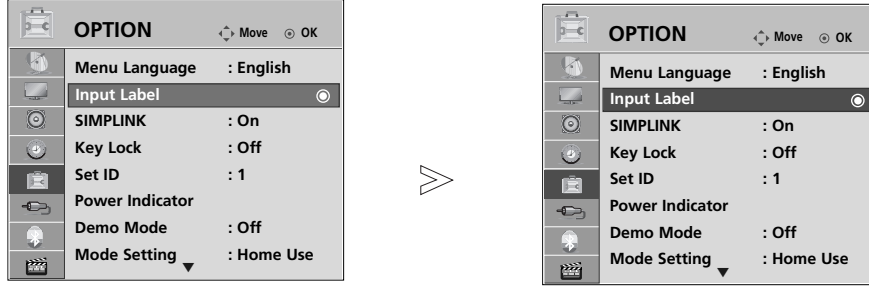 OPTION
Move OK
Menu Language : English
Input Label
SIMPLINK : On
Key Lock : Off
Set ID : 1
Power Indicator
Demo Mode : Off
Mode Setting : Home Use
OPTION
Move OK
Menu Language : English
Input Label
SIMPLINK : On
Key Lock : Off
Set ID : 1
Power Indicator
Demo Mode : Off
Mode Setting : Home Use